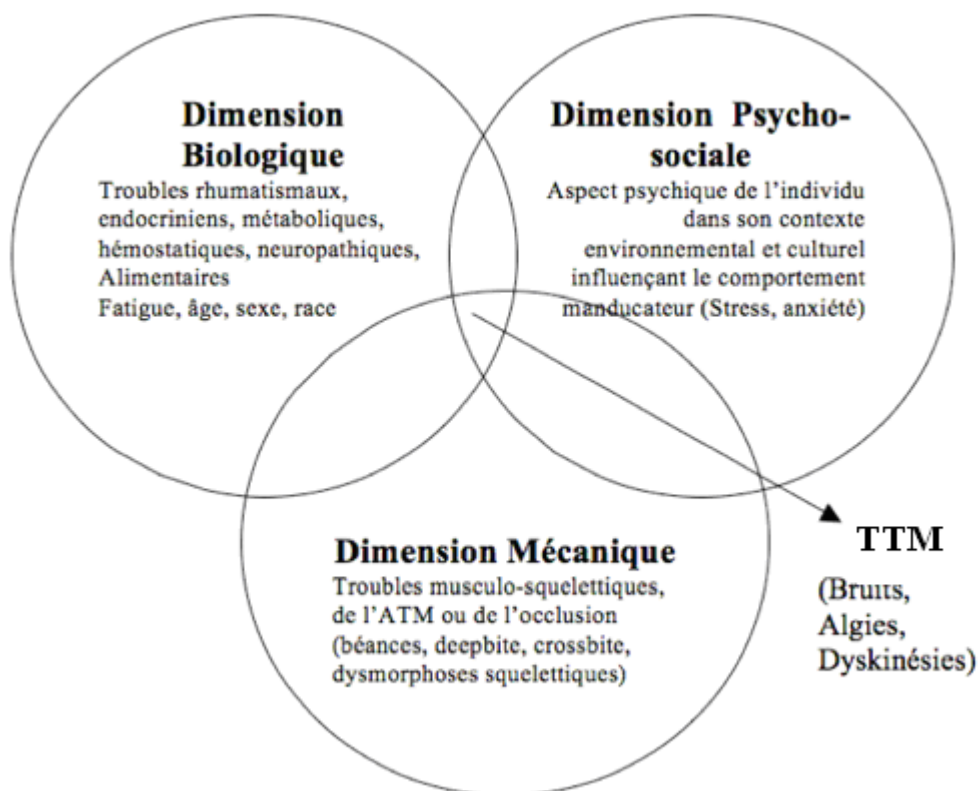 Dimension
Biologique
Troubles rhumatismaux,
endocriniens, métaboliques,
hémostatiques, neuropathiques,
Alimentaires
Fatigue, âge, sexe, race
Dimension Psycho-
sociale
Aspect psychique de l'individu
dans son contexte
environnemental et culturel
influençant le comportement
manducateur (Stress, anxiété)
Dimension Mécanique
Troubles musculo-squelettiques,
de l'ATM ou de l'occlusion
(béances, deepbite, crossbite,
dysmorphoses squelettiques)
TTM
(Bruits,
Algies,
Dyskinésies)